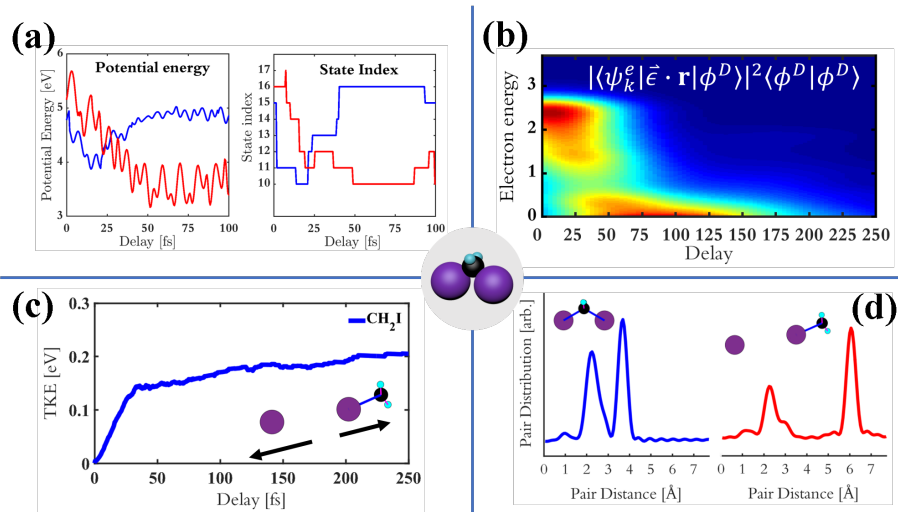 (a)
Potential energy
State Index
Potential Energy [eV]
6
5
4
3
0
25
50
75
100
Delay [fs]
State index
17
16
15
14
13
12
11
10
0
25
50
75
100
Delay [fs]
(b)
|⟨ψₖᵉ|ε⃗ · r|ϕᴰ⟩|²⟨ϕᴰ|ϕᴰ⟩
Electron energy
3
2
1
0
0 25 50 75 100 125 150 175 200 225 250
Delay
(c)
TKE [eV]
0.3
0.2
0.1
0
CH₂I
0 50 100 150 200 250
Delay [fs]
(d)
Pair Distribution [arb.]
0 1 2 3 4 5 6 7
Pair Distance [Å]
0 1 2 3 4 5 6 7
Pair Distance [Å]